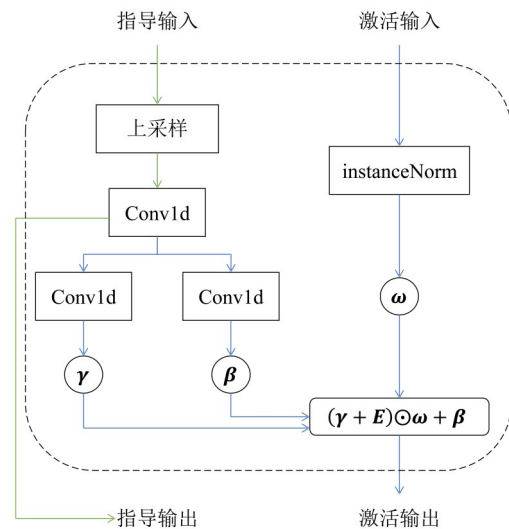 指导输入
激活输入
上采样
instanceNorm
Conv1d
Conv1d
Conv1d
ω
γ
β
(γ + E)⊙ω + β
指导输出
激活输出